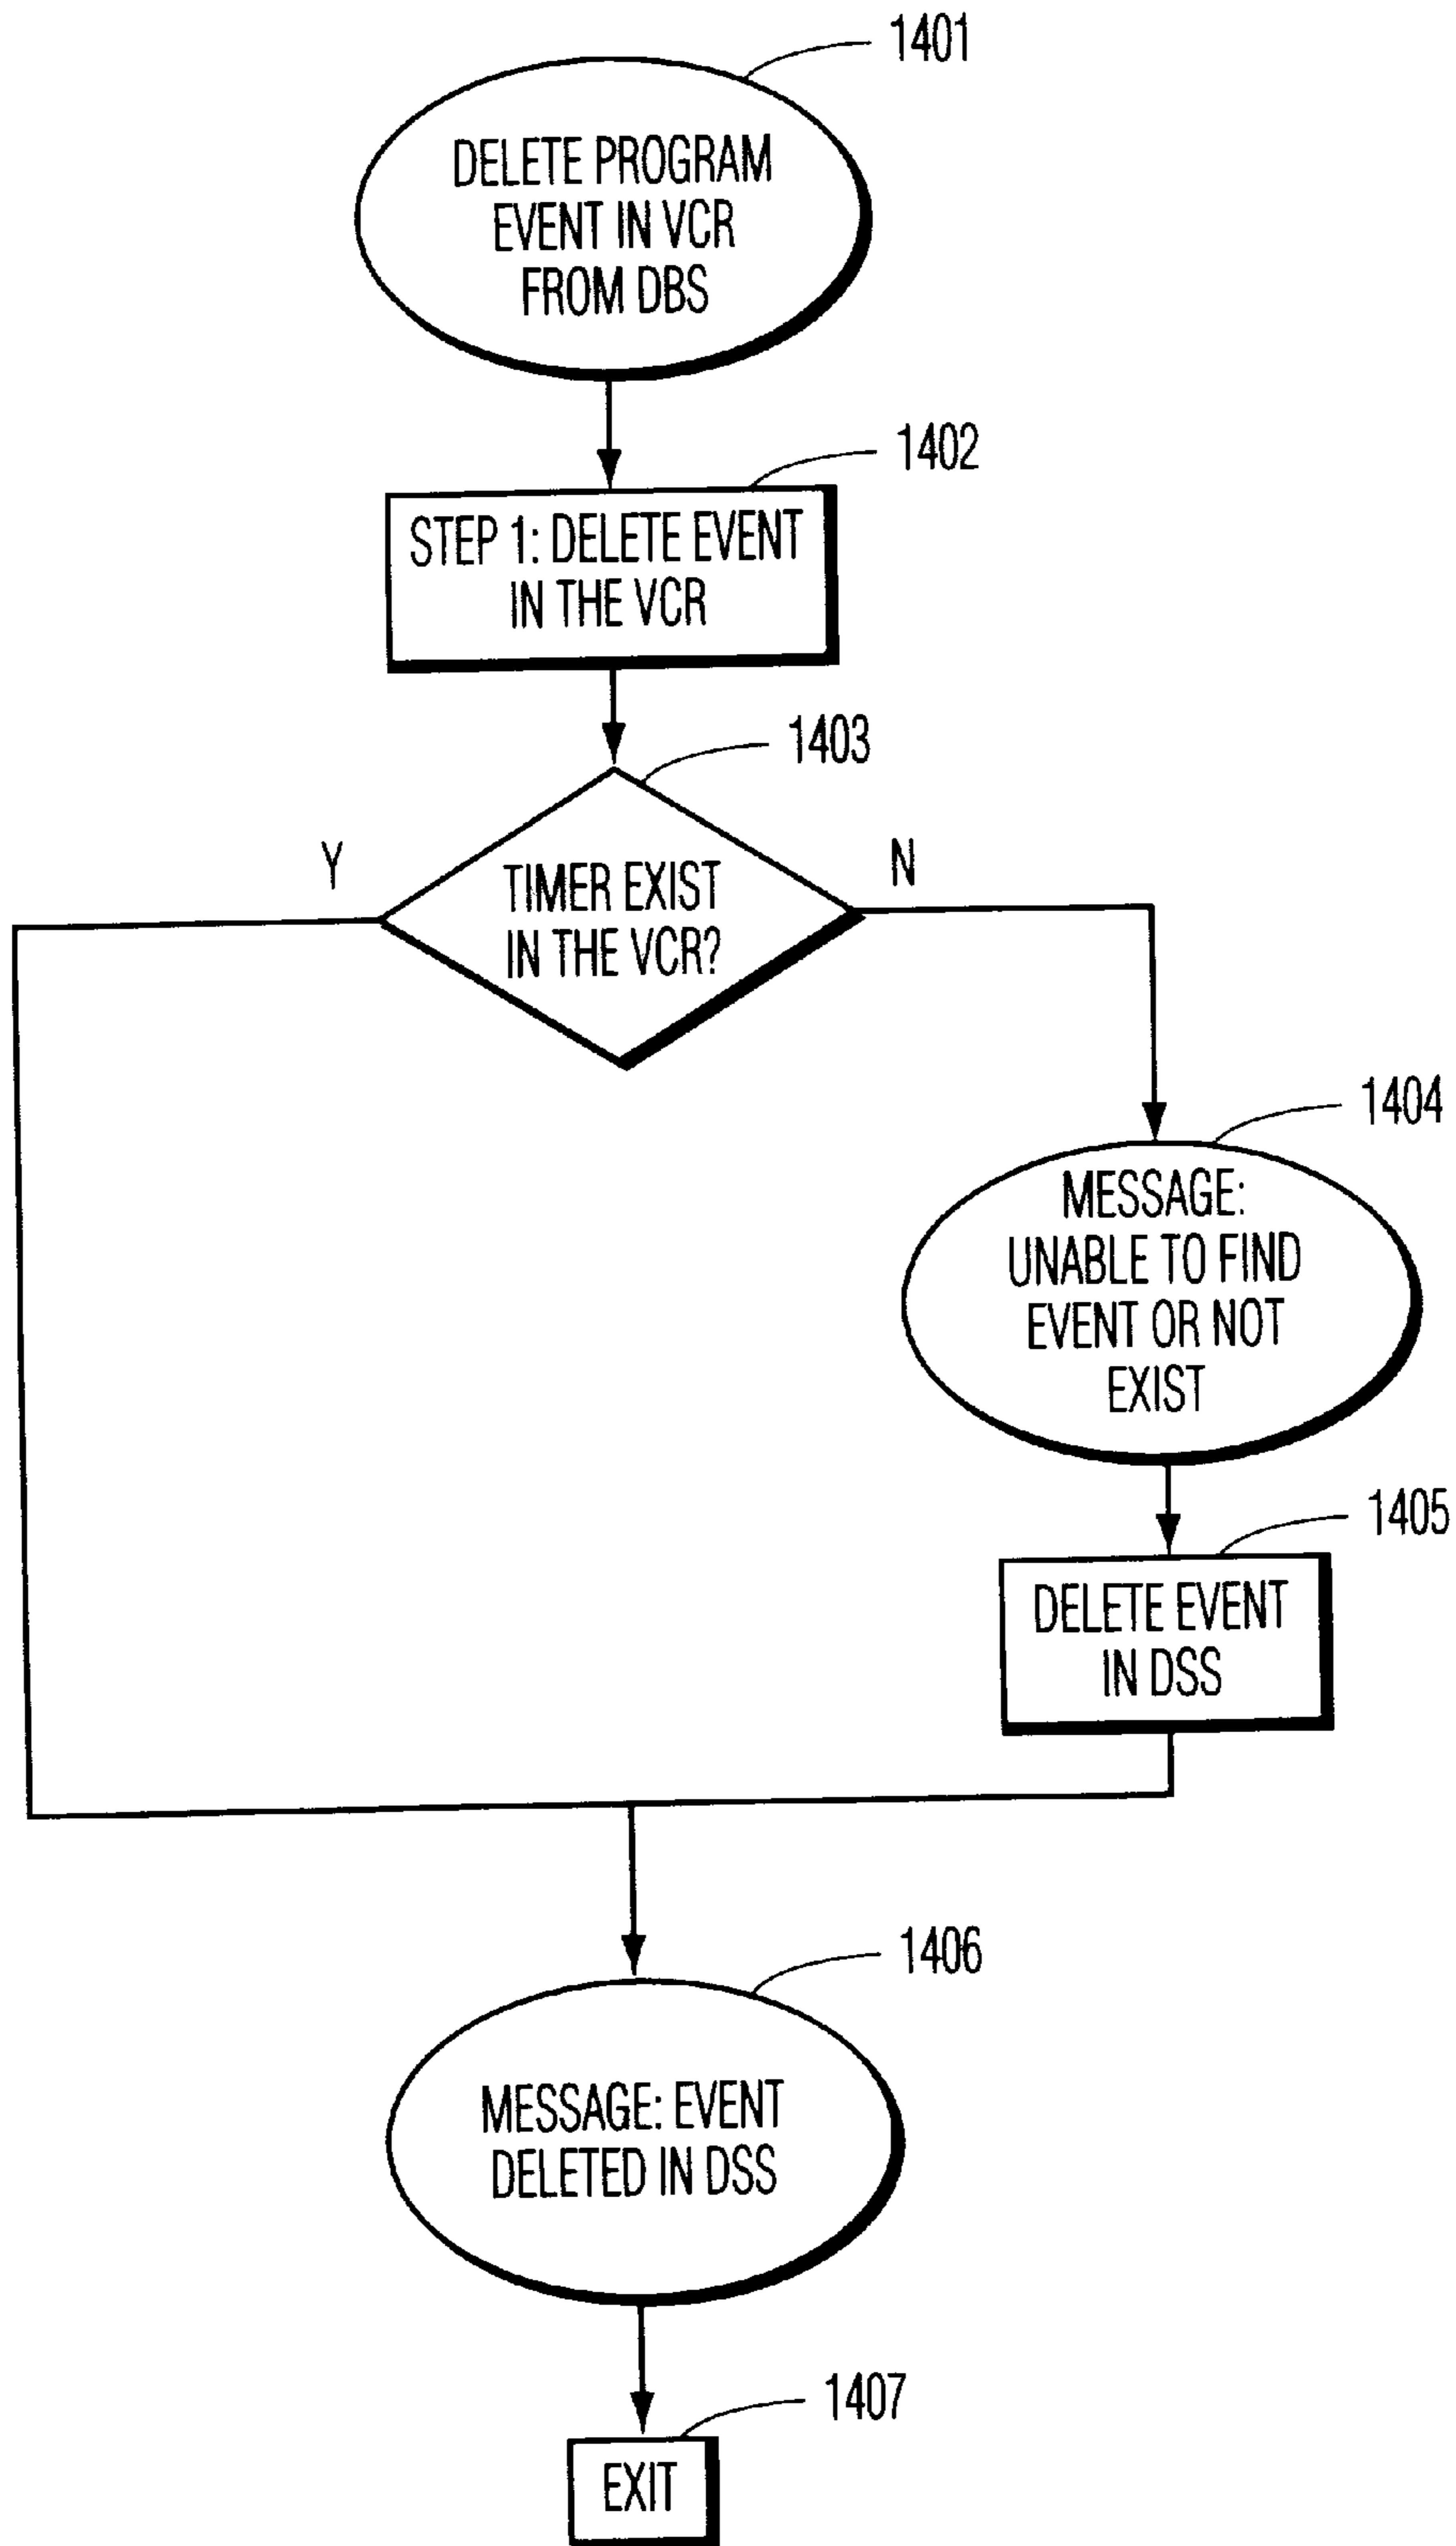 1401
DELETE PROGRAM
EVENT IN VCR
FROM DBS
1402
STEP 1: DELETE EVENT
IN THE VCR
1403
Y
TIMER EXIST
IN THE VCR?
N
1404
MESSAGE:
UNABLE TO FIND
EVENT OR NOT
EXIST
1405
DELETE EVENT
IN DSS
1406
MESSAGE: EVENT
DELETED IN DSS
1407
EXIT